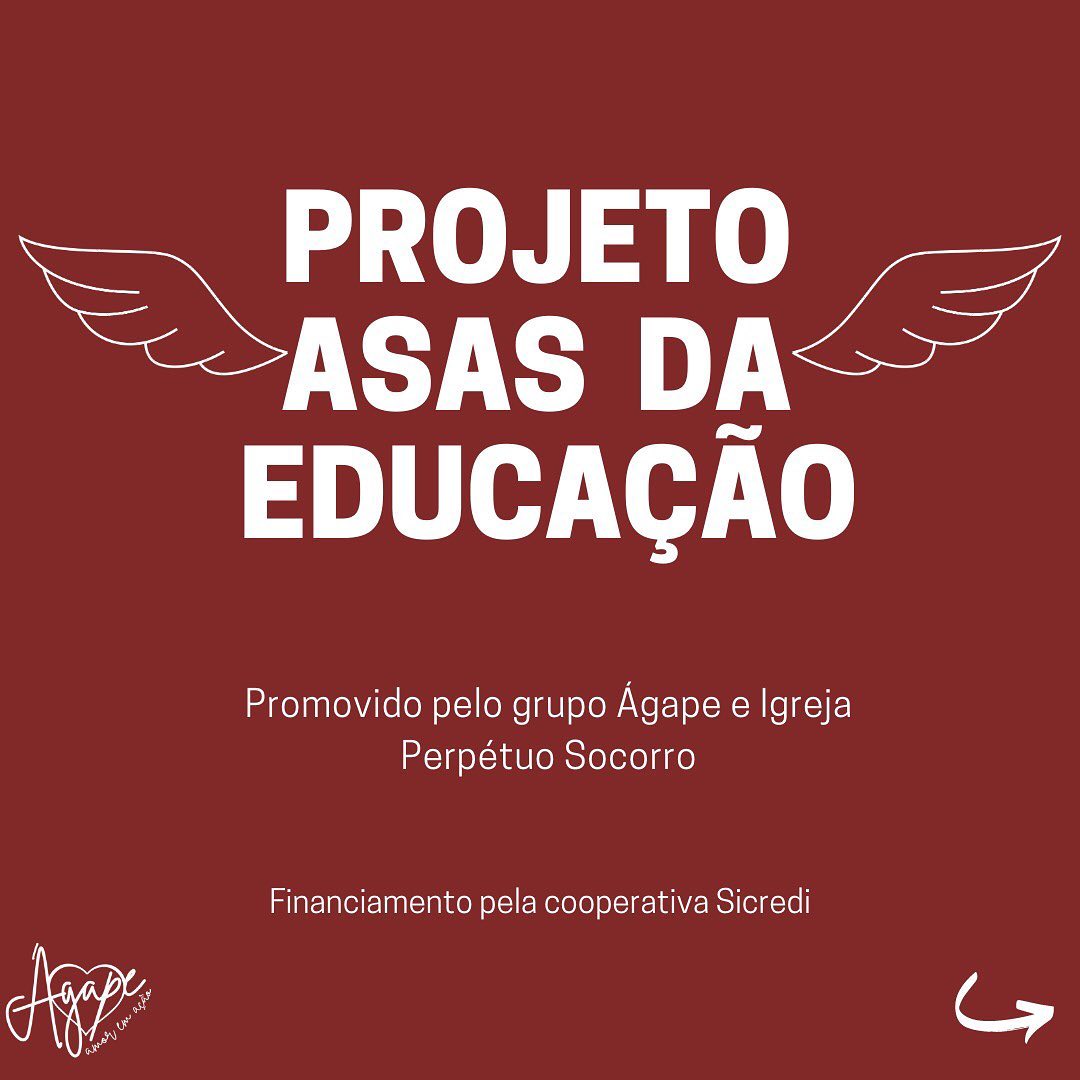 PROJETO
ASAS DA
EDUCAÇÃO
Promovido pelo grupo Ágape e Igreja
Perpétuo Socorro
Financiamento pela cooperativa Sicredi
Ágape
amor em ação